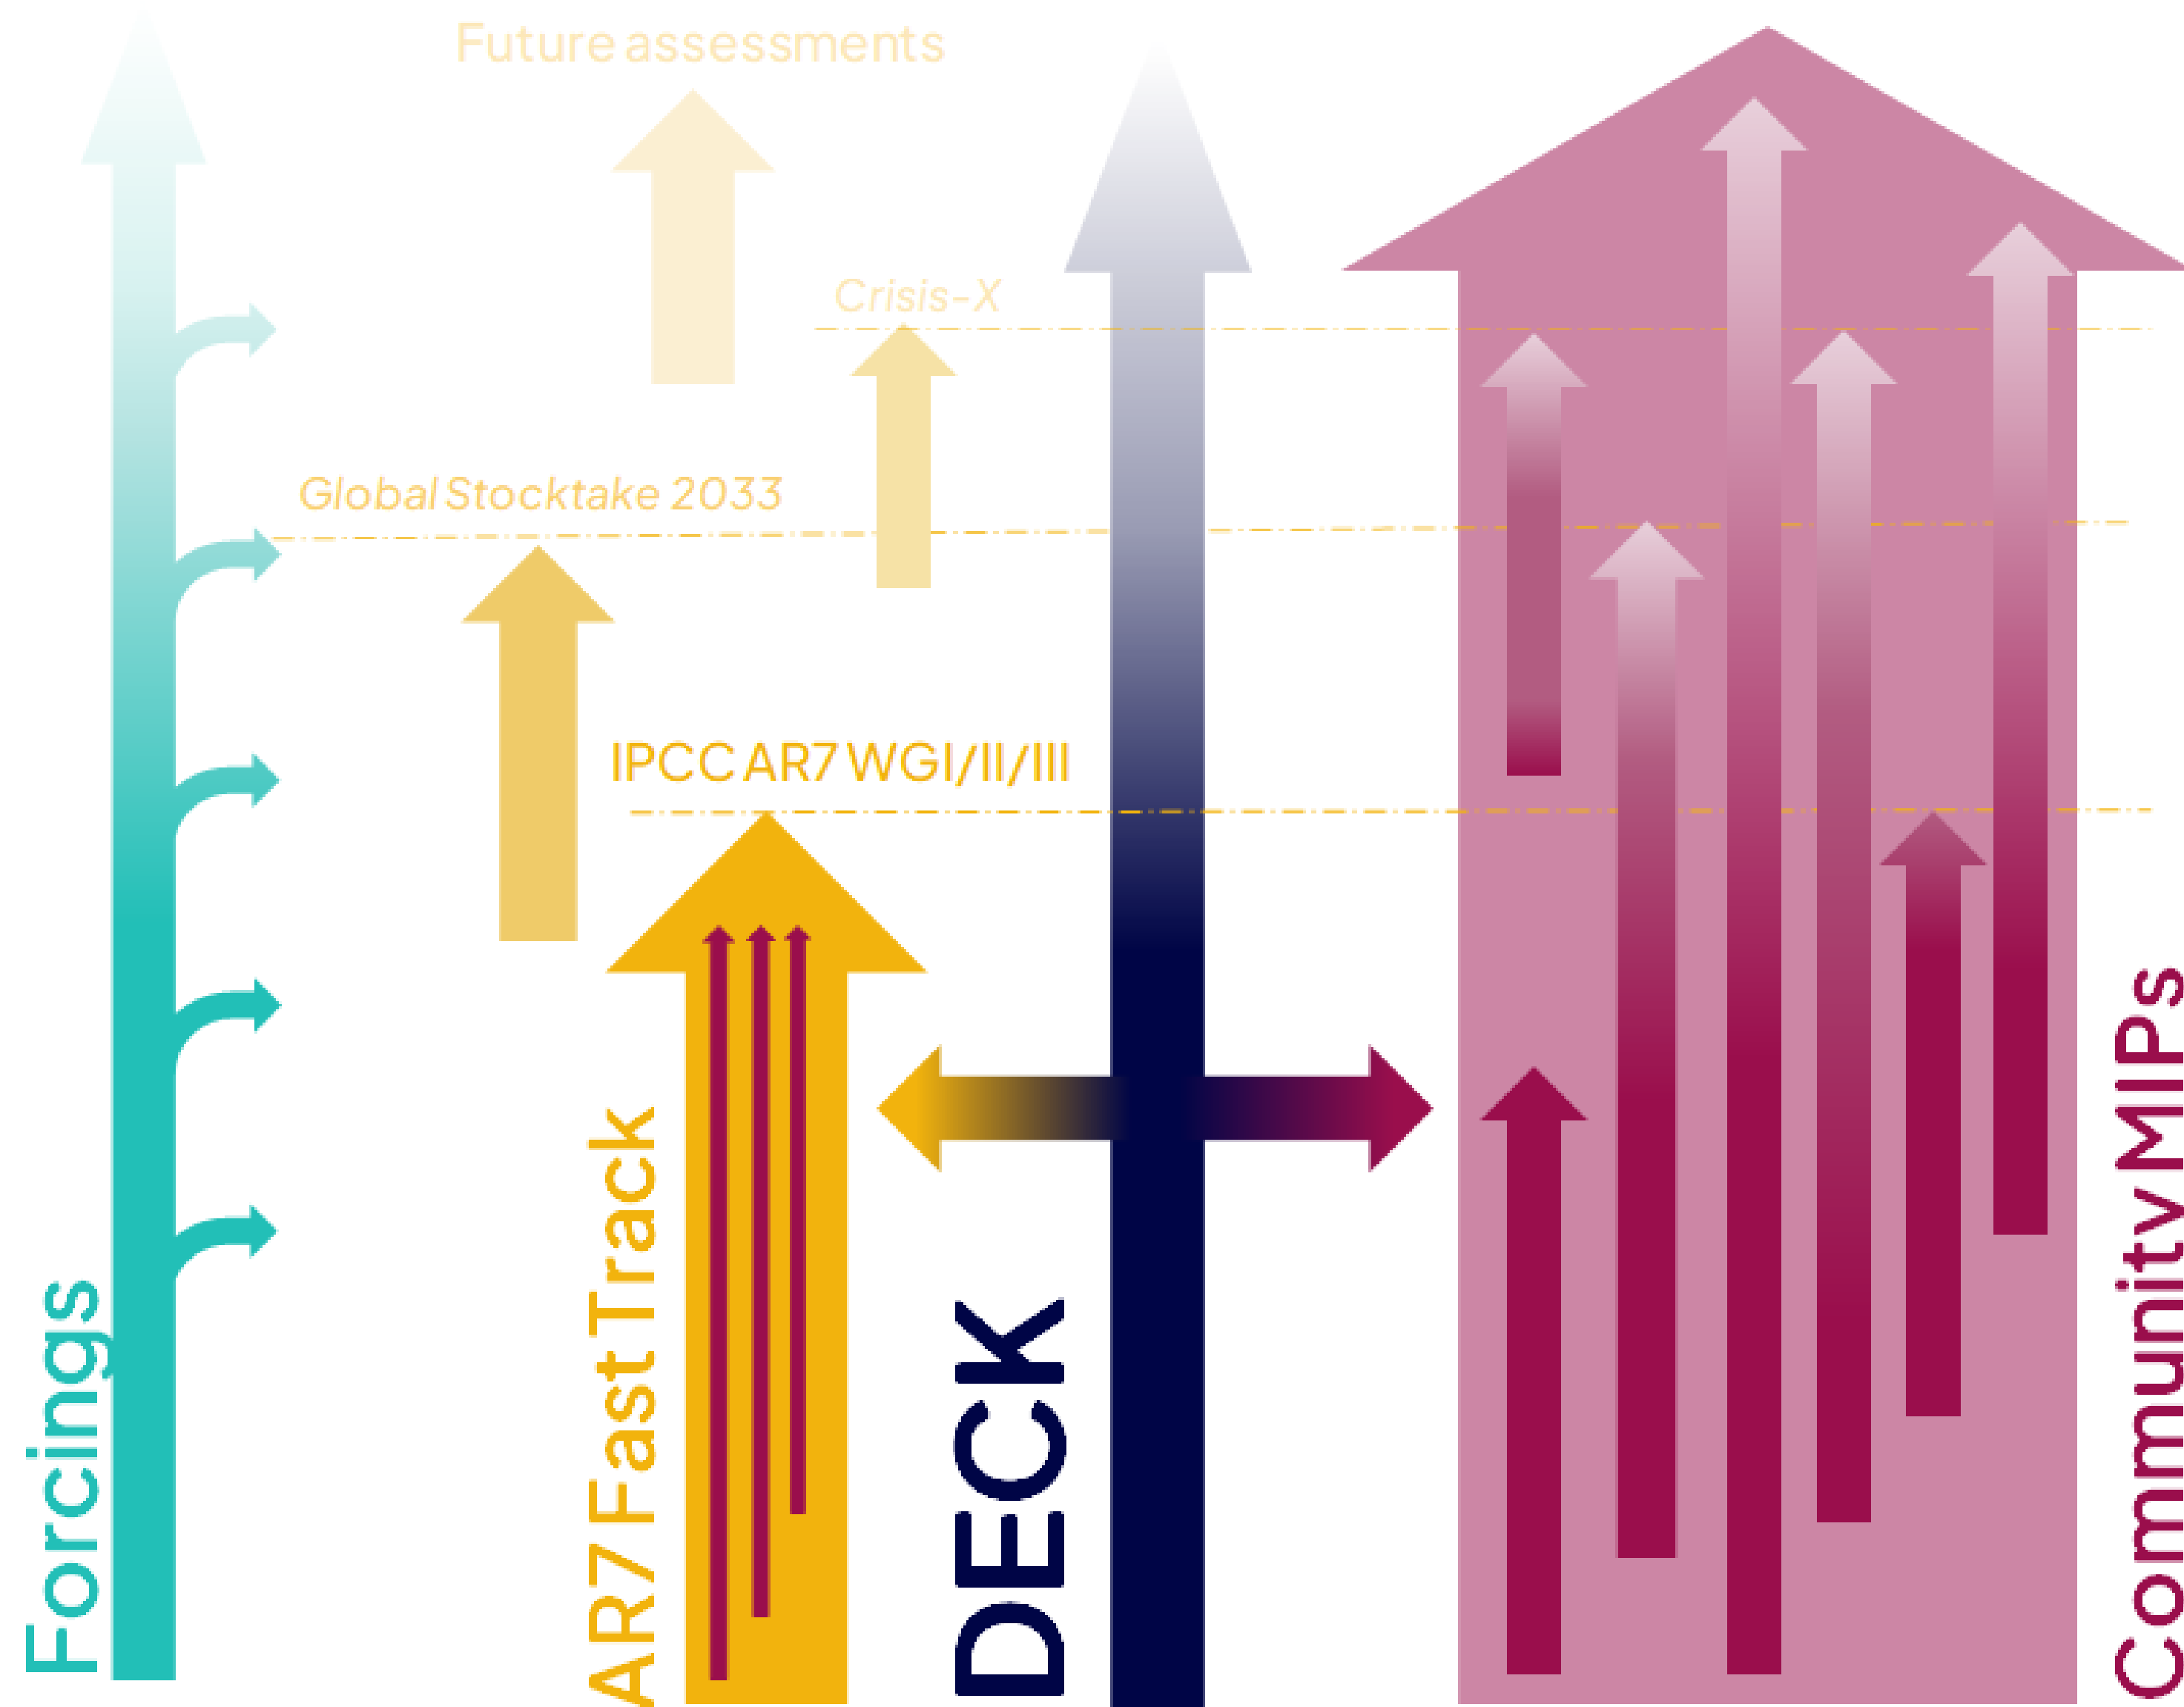 Future assessments
Crisis-X
Global Stocktake 2033
IPCC AR7 WGI/II/III
Forcings
AR7 Fast Track
DECK
Community MIPs